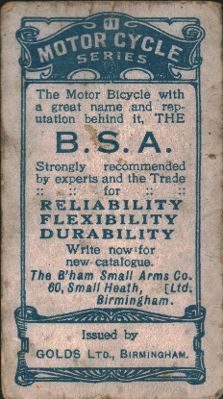 11
MOTOR CYCLE
SERIES
The Motor Bicycle with
a great name and rep-
utation behind it, THE
B.S.A.
Strongly recommended
by experts and the Trade
:: :: :: for :: :: ::
RELIABILITY
FLEXIBILITY
DURABILITY
Write now for
new catalogue.
The B'ham Small Arms Co.
60, Small Heath, [Ltd.
Birmingham.
Issued by
GOLDS LTD., BIRMINGHAM.